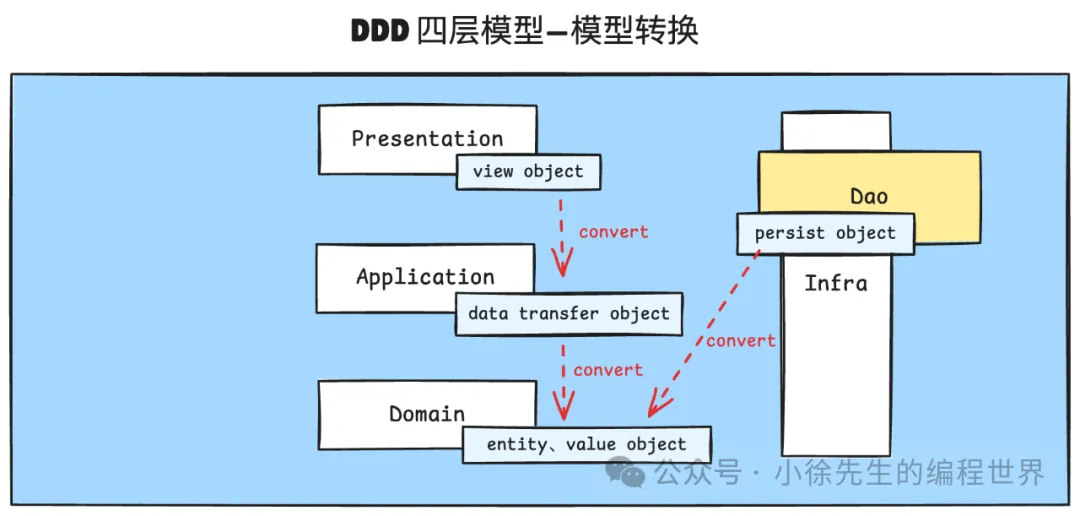 DDD 四层模型—模型转换
Presentation
view object
convert
Application
data transfer object
convert
Domain
entity、value object
Dao
persist object
Infra
convert
公众号·小徐先生的编程世界